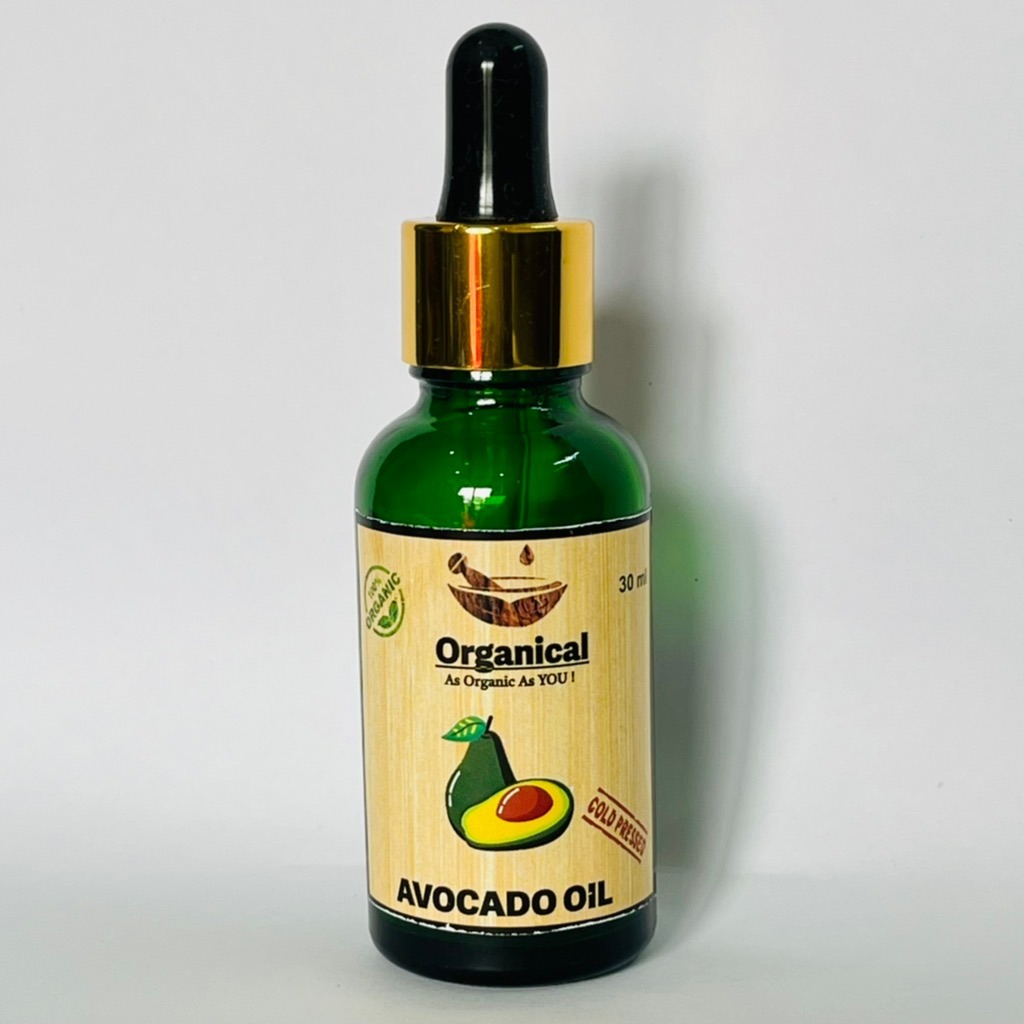 100%
ORGANIC
30 ml
Organical
As Organic As YOU !
COLD PRESSED
AVOCADO OiL